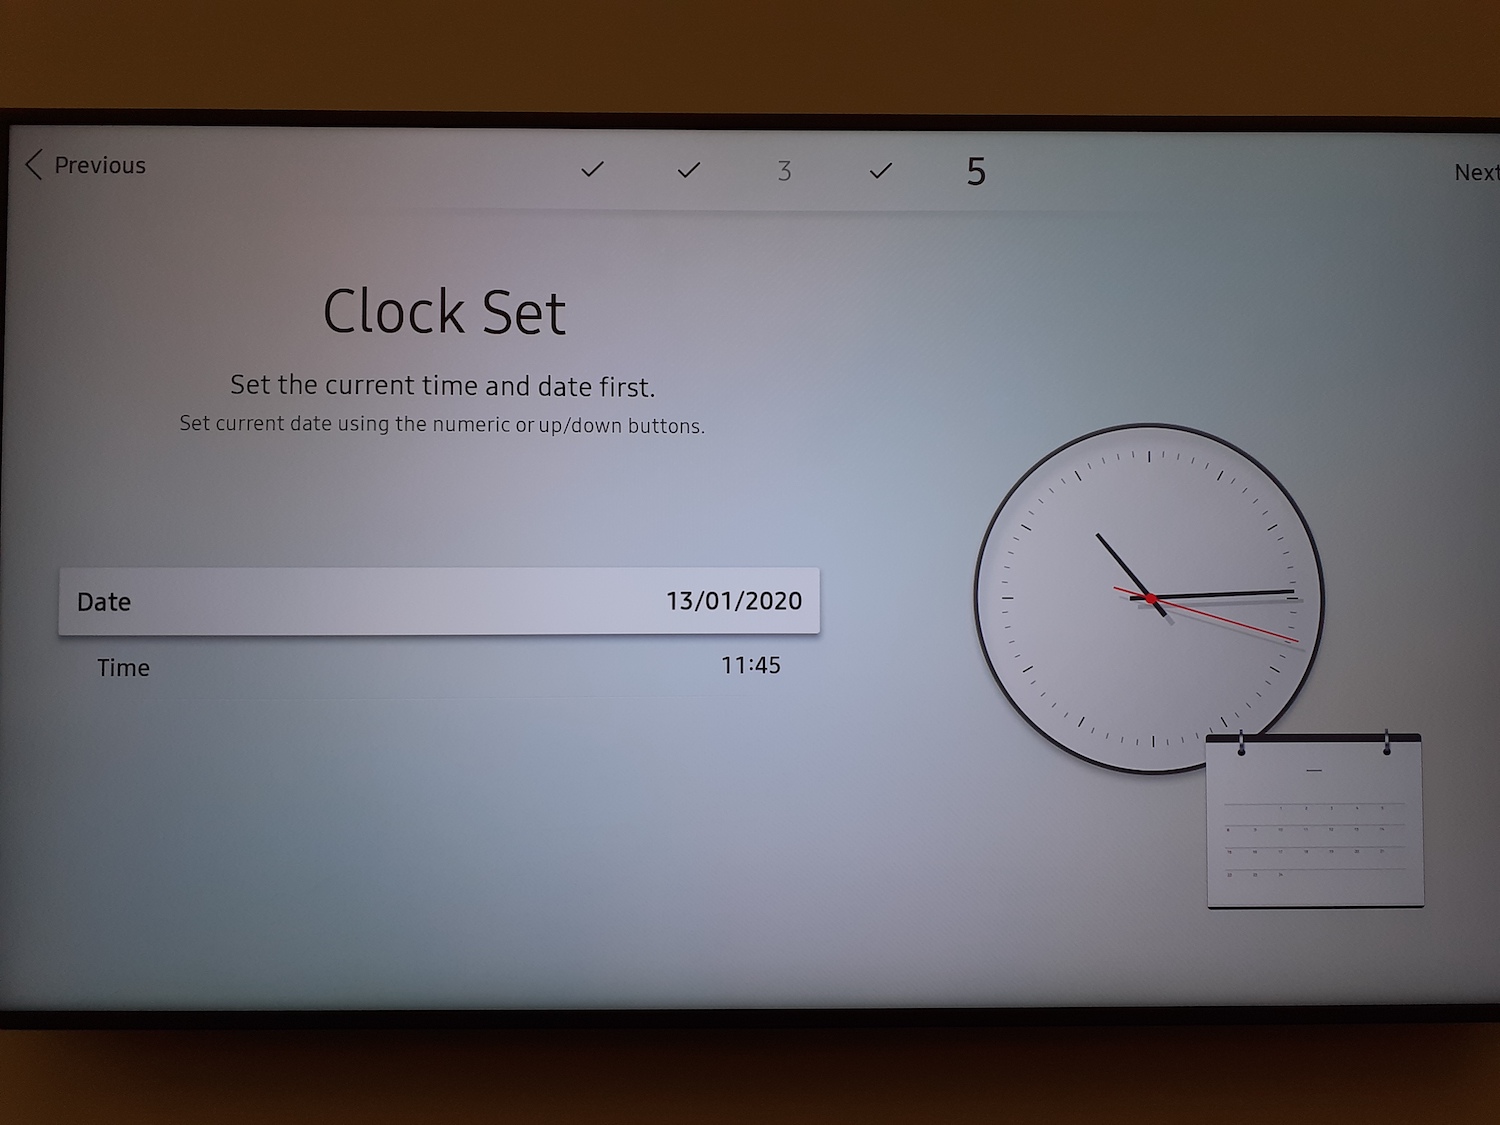 Previous
3
5
Next
Clock Set
Set the current time and date first.
Set current date using the numeric or up/down buttons.
Date 13/01/2020
Time 11:45